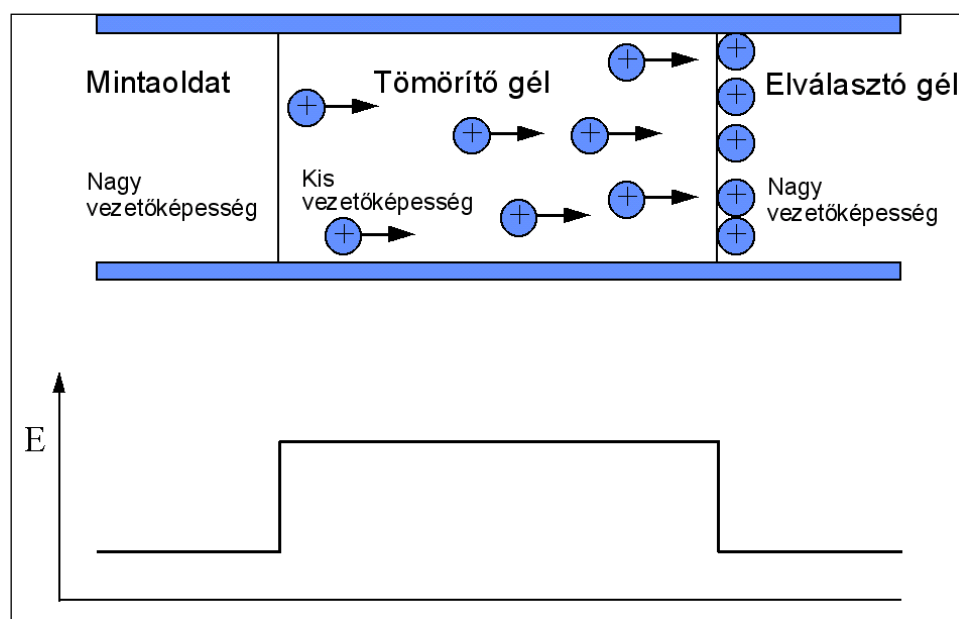 Mintaoldat
Tömörítő gél
Elválasztó gél
Nagy
vezetőképesség
Kis
vezetőképesség
Nagy
vezetőképesség
+
+
+
+
+
+
+
+
+
+
+
+
E